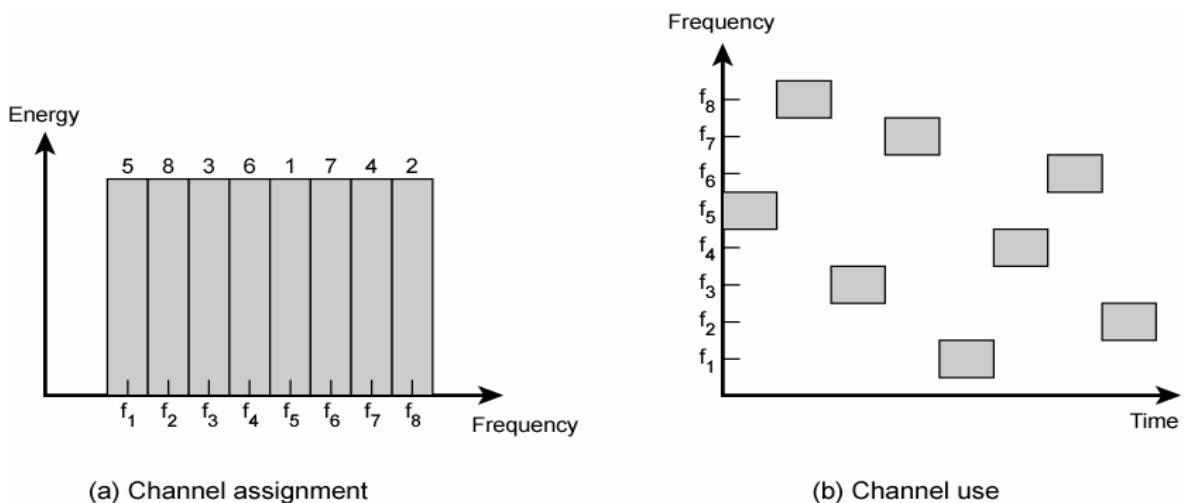 Energy
5 8 3 6 1 7 4 2
f1 f2 f3 f4 f5 f6 f7 f8
Frequency
(a) Channel assignment
Frequency
f8
f7
f6
f5
f4
f3
f2
f1
Time
(b) Channel use